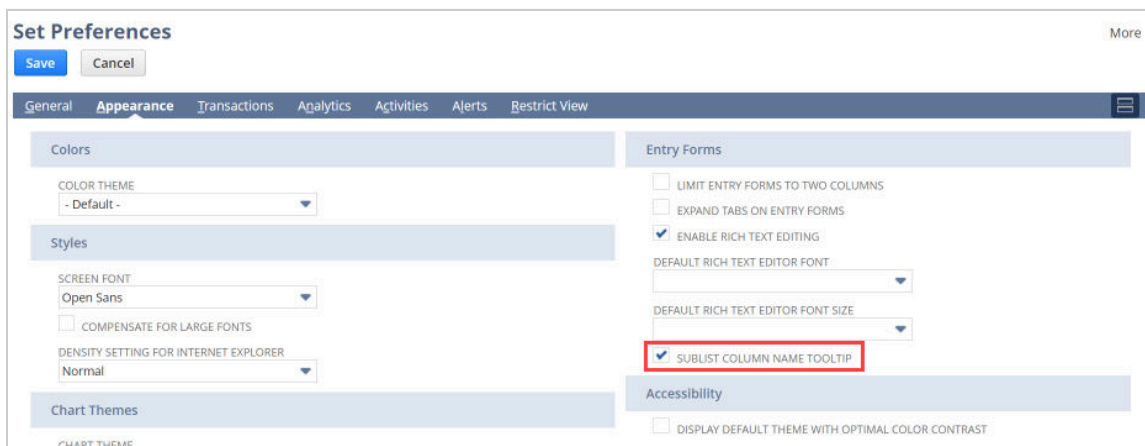 Set Preferences
More
Save Cancel
General Appearance Transactions Analytics Activities Alerts Restrict View
Colors
COLOR THEME
- Default -
Styles
SCREEN FONT
Open Sans
COMPENSATE FOR LARGE FONTS
DENSITY SETTING FOR INTERNET EXPLORER
Normal
Chart Themes
CHART THEME
Entry Forms
LIMIT ENTRY FORMS TO TWO COLUMNS
EXPAND TABS ON ENTRY FORMS
ENABLE RICH TEXT EDITING
DEFAULT RICH TEXT EDITOR FONT
DEFAULT RICH TEXT EDITOR FONT SIZE
SUBLIST COLUMN NAME TOOLTIP
Accessibility
DISPLAY DEFAULT THEME WITH OPTIMAL COLOR CONTRAST